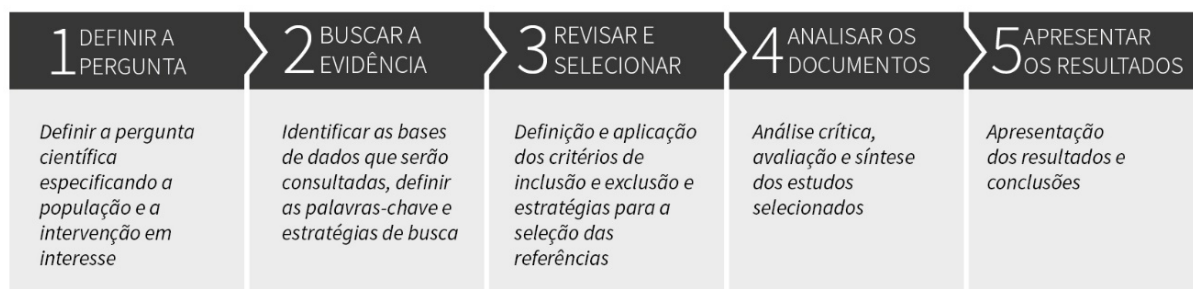 1 DEFINIR A
PERGUNTA
Definir a pergunta
científica
especificando a
população e a
intervenção em
interesse
2 BUSCAR A
EVIDÊNCIA
Identificar as bases
de dados que serão
consultadas, definir
as palavras-chave e
estratégias de busca
3 REVISAR E
SELECIONAR
Definição e aplicação
dos critérios de
inclusão e exclusão e
estratégias para a
seleção das
referências
4 ANALISAR OS
DOCUMENTOS
Análise crítica,
avaliação e síntese
dos estudos
selecionados
5 APRESENTAR
OS RESULTADOS
Apresentação
dos resultados e
conclusões